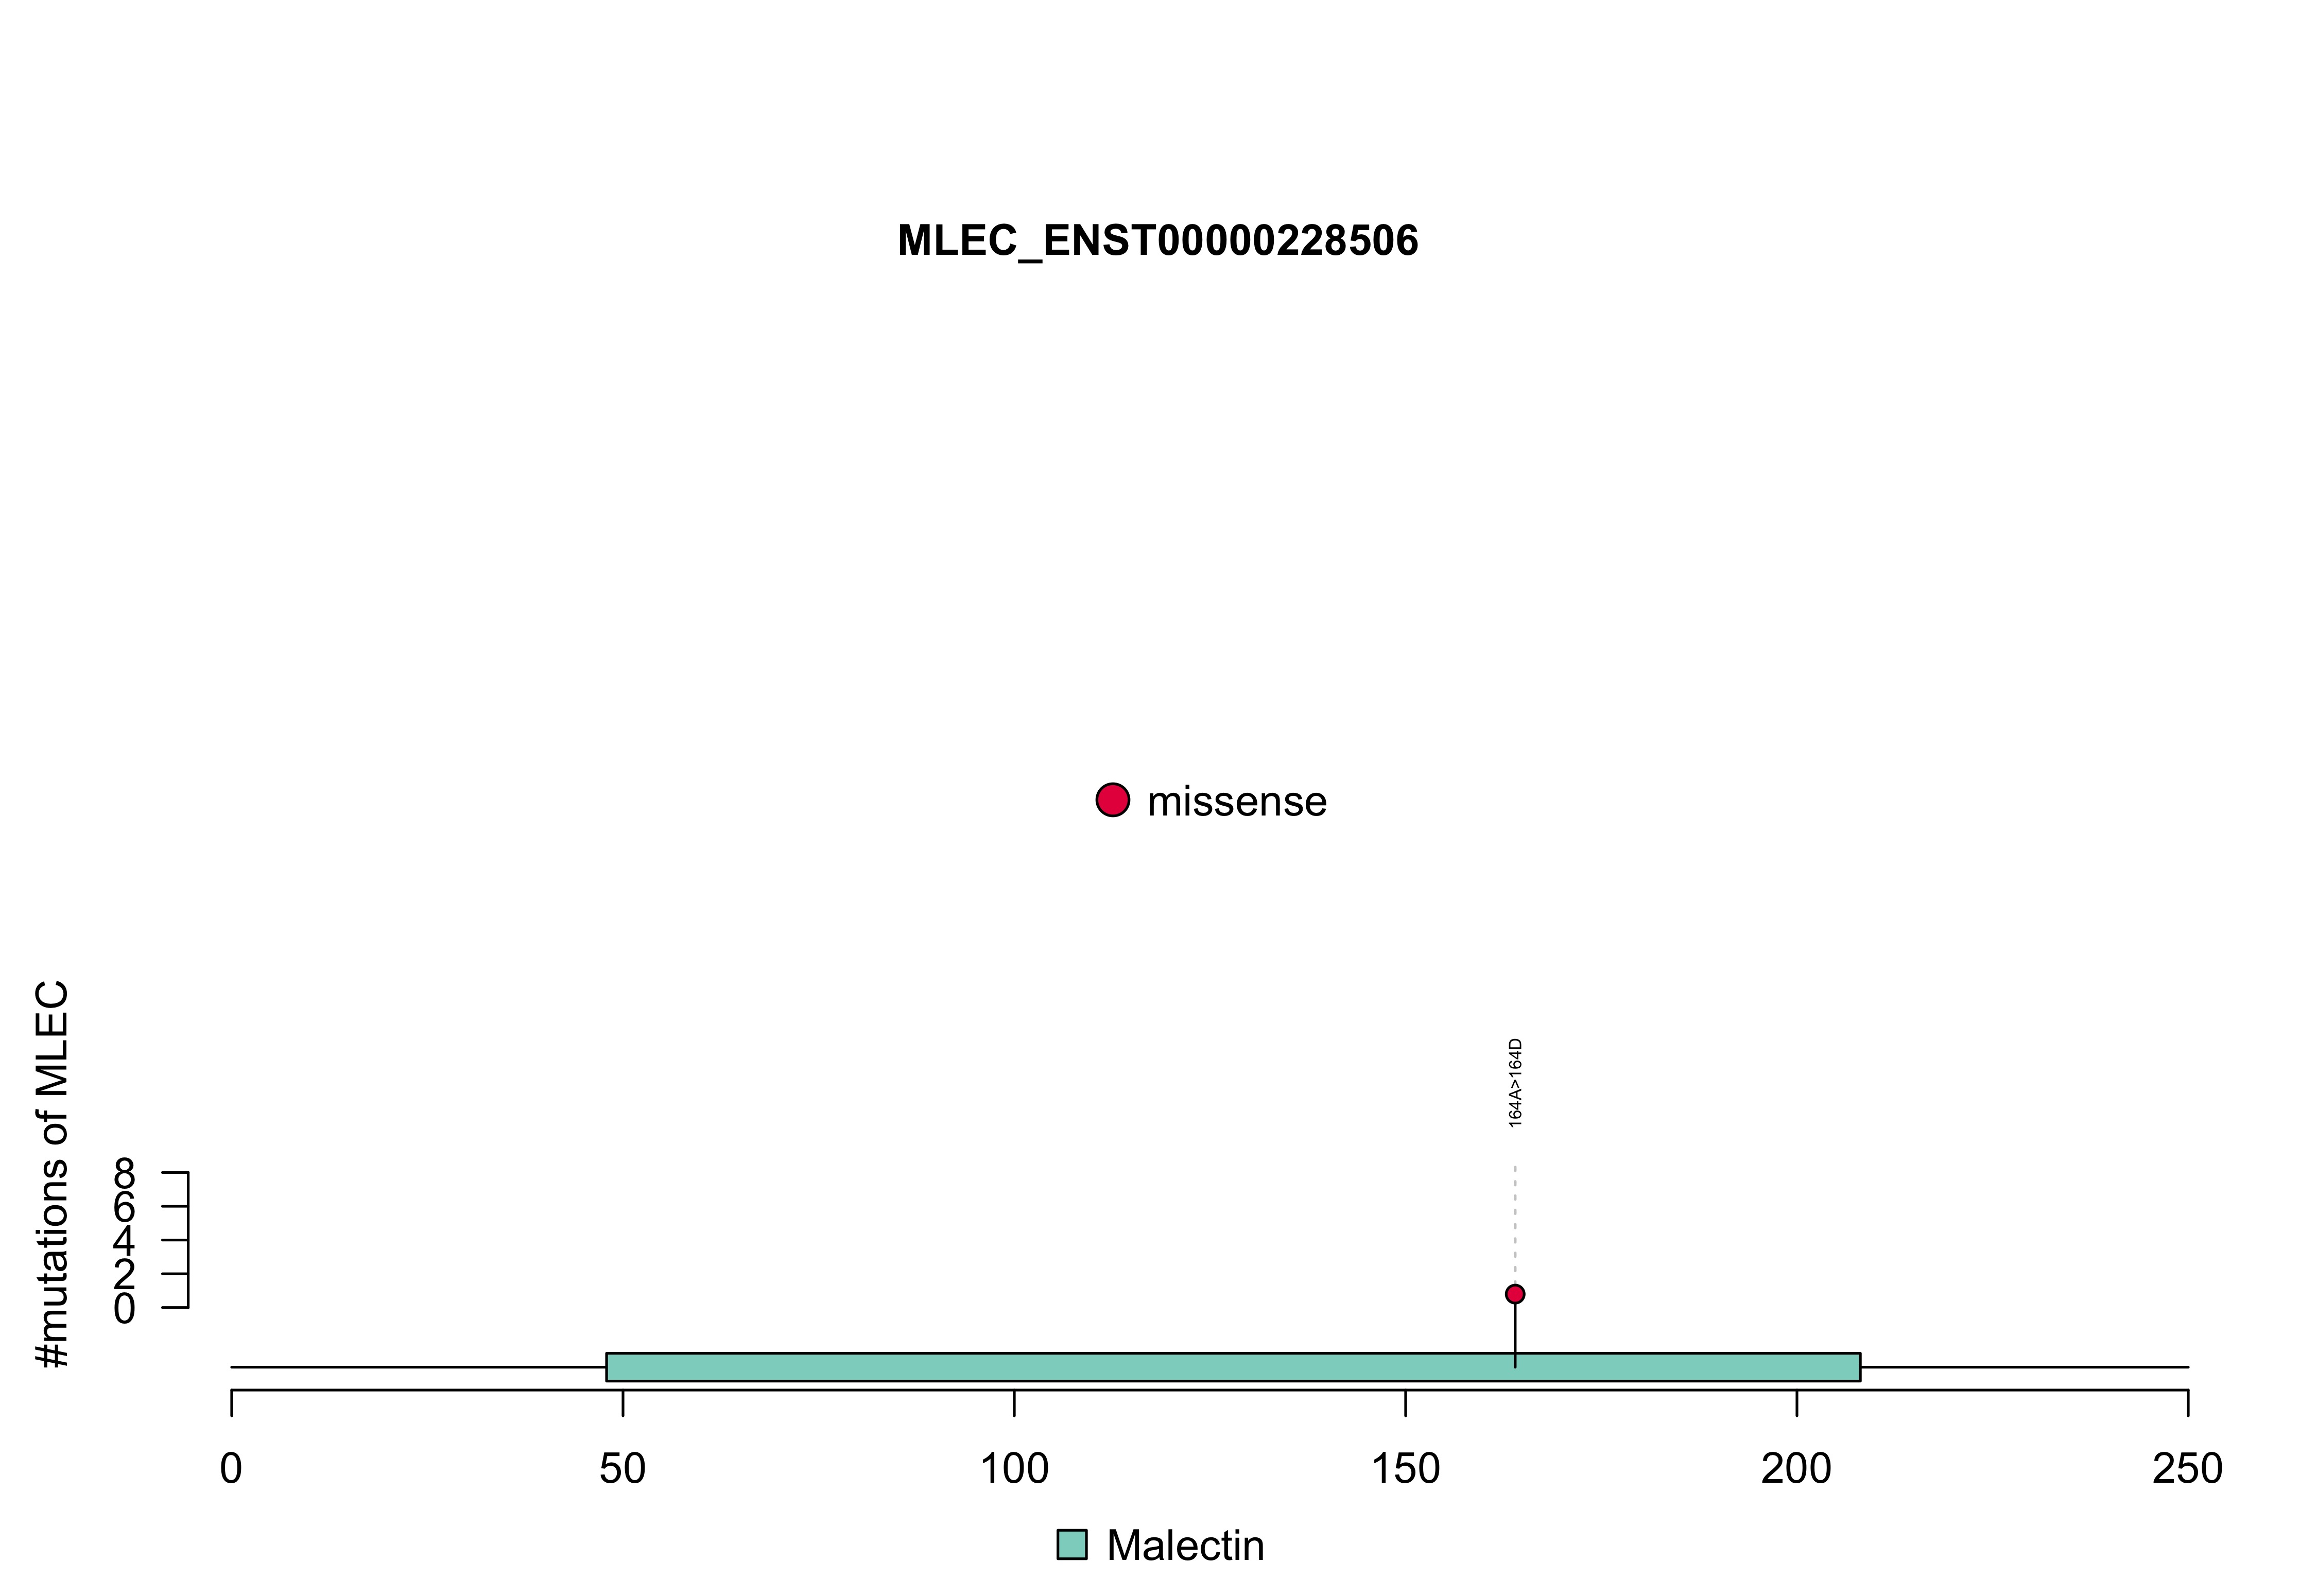 MLEC_ENST00000228506
missense
#mutations of MLEC
164A>164D
8
6
4
2
0
0 50 100 150 200 250
Malectin